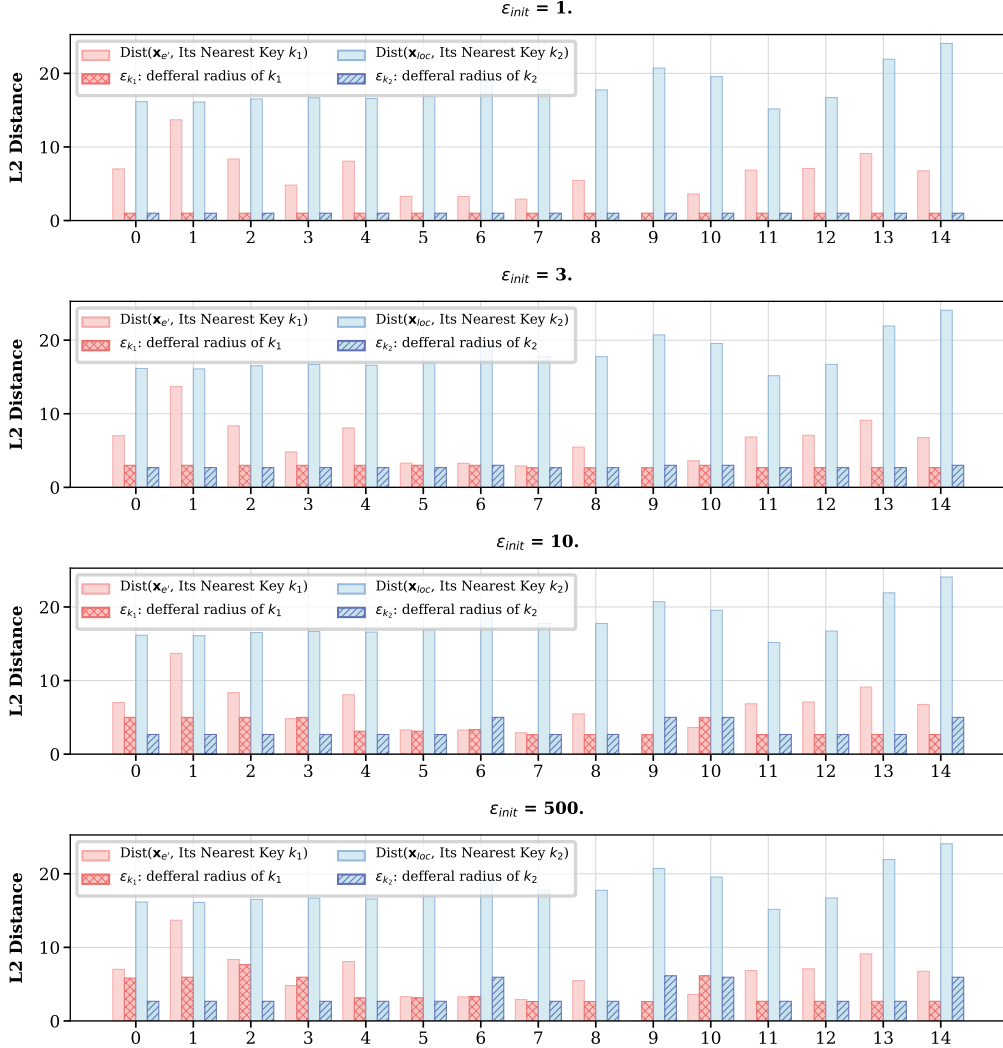 ε_init = 1.
L2 Distance
Dist(x_e', Its Nearest Key k_1)
Dist(x_loc, Its Nearest Key k_2)
ε_k_1: defferal radius of k_1
ε_k_2: defferal radius of k_2
20
10
0
0 1 2 3 4 5 6 7 8 9 10 11 12 13 14
ε_init = 3.
L2 Distance
Dist(x_e', Its Nearest Key k_1)
Dist(x_loc, Its Nearest Key k_2)
ε_k_1: defferal radius of k_1
ε_k_2: defferal radius of k_2
20
10
0
0 1 2 3 4 5 6 7 8 9 10 11 12 13 14
ε_init = 10.
L2 Distance
Dist(x_e', Its Nearest Key k_1)
Dist(x_loc, Its Nearest Key k_2)
ε_k_1: defferal radius of k_1
ε_k_2: defferal radius of k_2
20
10
0
0 1 2 3 4 5 6 7 8 9 10 11 12 13 14
ε_init = 500.
L2 Distance
Dist(x_e', Its Nearest Key k_1)
Dist(x_loc, Its Nearest Key k_2)
ε_k_1: defferal radius of k_1
ε_k_2: defferal radius of k_2
20
10
0
0 1 2 3 4 5 6 7 8 9 10 11 12 13 14